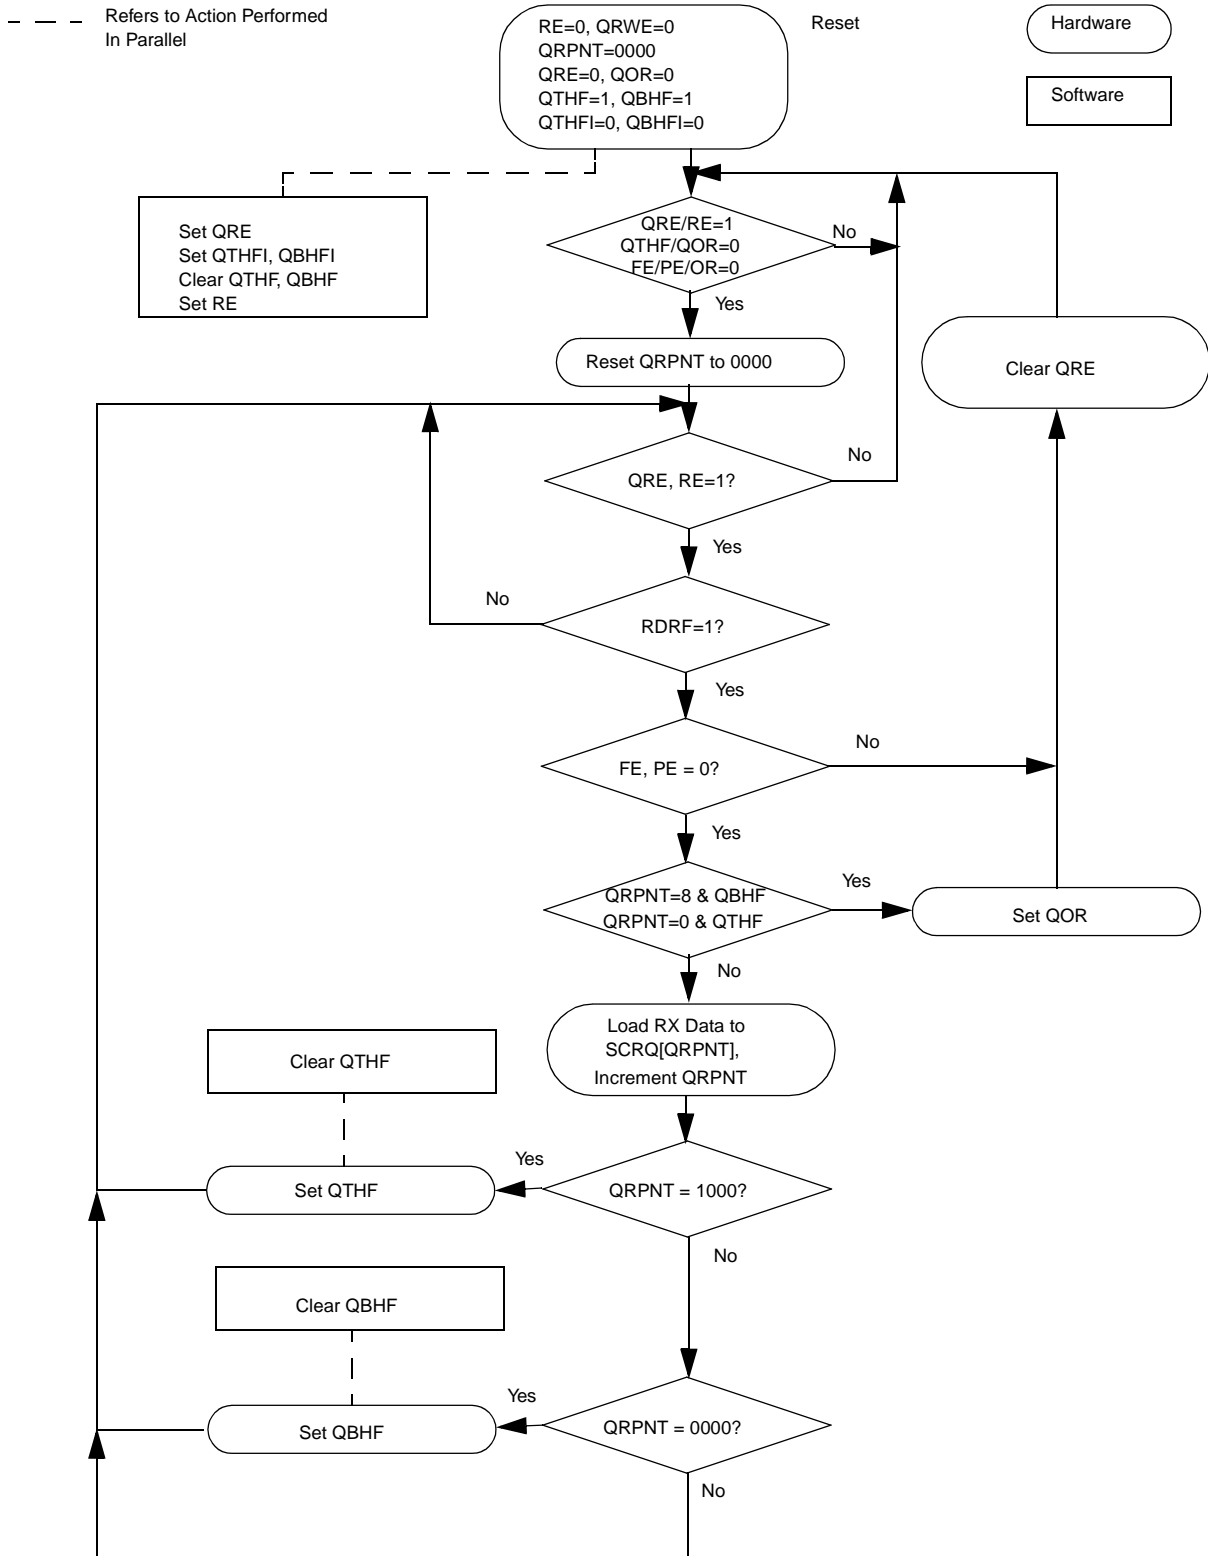 Refers to Action Performed
In Parallel
RE=0, QRWE=0
QRPNT=0000
QRE=0, QOR=0
QTHF=1, QBHF=1
QTHFI=0, QBHFI=0
Reset
Hardware
Software
Set QRE
Set QTHFI, QBHFI
Clear QTHF, QBHF
Set RE
QRE/RE=1
QTHF/QOR=0
FE/PE/OR=0
No
Yes
Reset QRPNT to 0000
Clear QRE
QRE, RE=1?
No
Yes
RDRF=1?
No
Yes
FE, PE = 0?
No
Yes
QRPNT=8 & QBHF
QRPNT=0 & QTHF
Yes
Set QOR
No
Load RX Data to
SCRQ[QRPNT],
Increment QRPNT
Clear QTHF
QRPNT = 1000?
Yes
Set QTHF
No
Clear QBHF
QRPNT = 0000?
Yes
Set QBHF
No